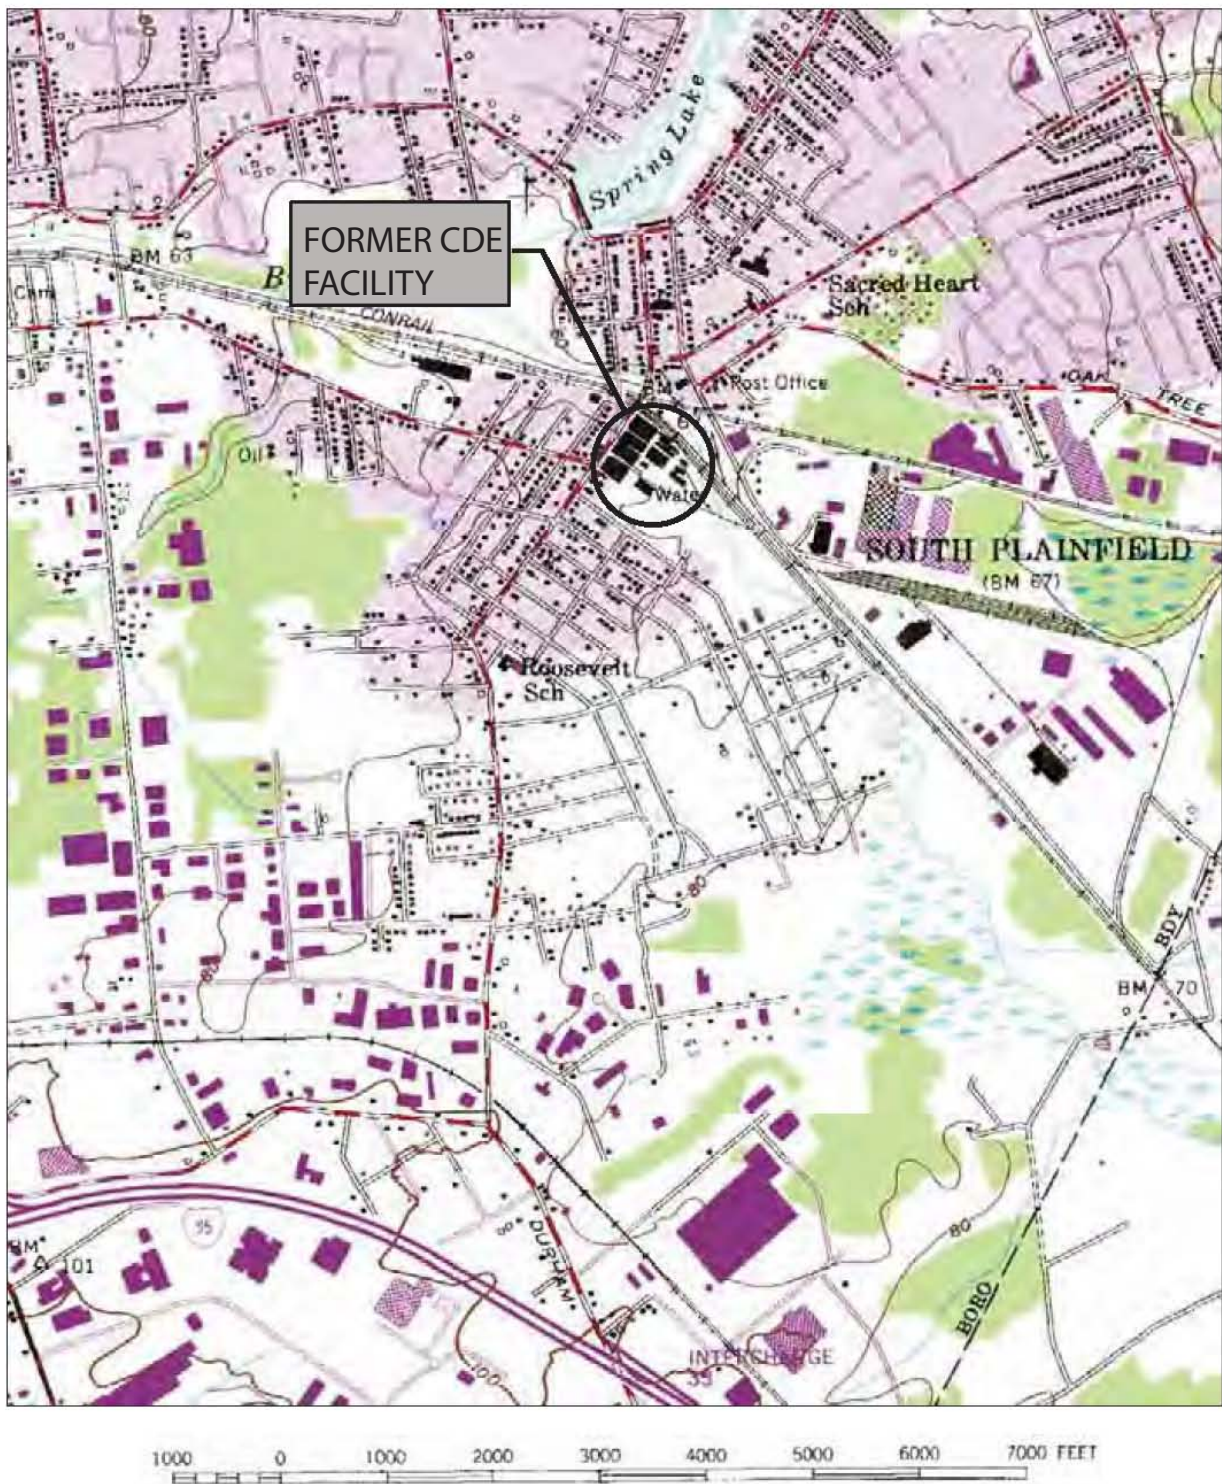 Spring Lake
BM 63
FORMER CDE
FACILITY
B
Sacred Heart
Sch
CONRAIL
Post Office
OAK TREE
Oil
Wate
SOUTH PLAINFIELD
(BM 67)
Roosevelt
Sch
80
80
BDY
BM 70
95
80
DURHAM
BM
101
BORO
INTERCHANGE
100
1000 0 1000 2000 3000 4000 5000 6000 7000 FEET